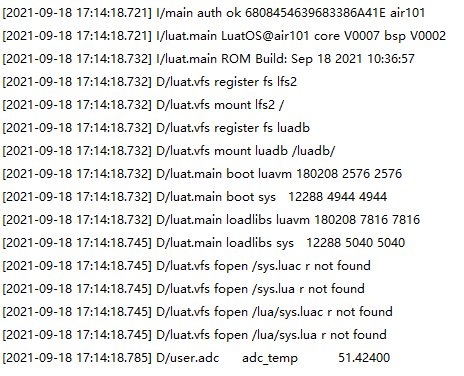 [2021-09-18 17:14:18.721] I/main auth ok 6808454639683386A41E air101
[2021-09-18 17:14:18.721] I/luat.main LuatOS@air101 core V0007 bsp V0002
[2021-09-18 17:14:18.732] I/luat.main ROM Build: Sep 18 2021 10:36:57
[2021-09-18 17:14:18.732] D/luat.vfs register fs lfs2
[2021-09-18 17:14:18.732] D/luat.vfs mount lfs2 /
[2021-09-18 17:14:18.732] D/luat.vfs register fs luadb
[2021-09-18 17:14:18.732] D/luat.vfs mount luadb /luadb/
[2021-09-18 17:14:18.732] D/luat.main boot luavm 180208 2576 2576
[2021-09-18 17:14:18.732] D/luat.main boot sys   12288 4944 4944
[2021-09-18 17:14:18.732] D/luat.main loadlibs luavm 180208 7816 7816
[2021-09-18 17:14:18.745] D/luat.main loadlibs sys   12288 5040 5040
[2021-09-18 17:14:18.745] D/luat.vfs fopen /sys.luac r not found
[2021-09-18 17:14:18.745] D/luat.vfs fopen /sys.lua r not found
[2021-09-18 17:14:18.745] D/luat.vfs fopen /lua/sys.luac r not found
[2021-09-18 17:14:18.745] D/luat.vfs fopen /lua/sys.lua r not found
[2021-09-18 17:14:18.785] D/user.adc	adc_temp	51.42400